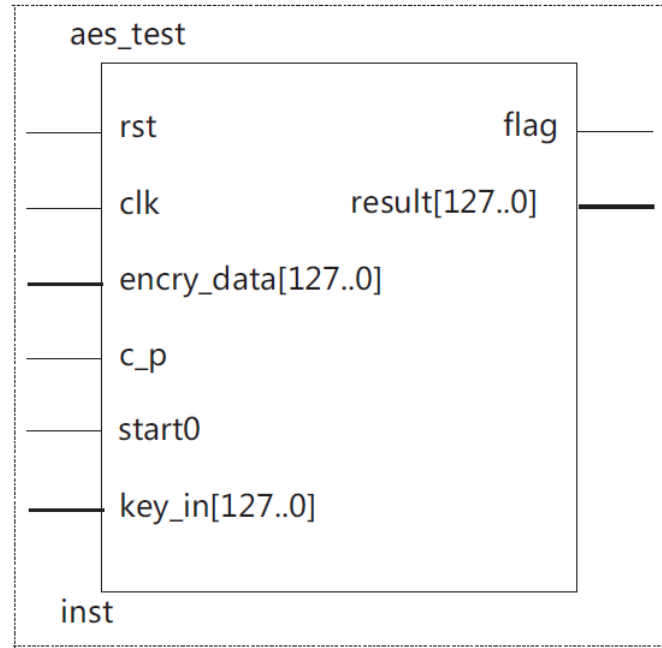 aes_test
rst
flag
clk
result[127..0]
encry_data[127..0]
c_p
start0
key_in[127..0]
inst